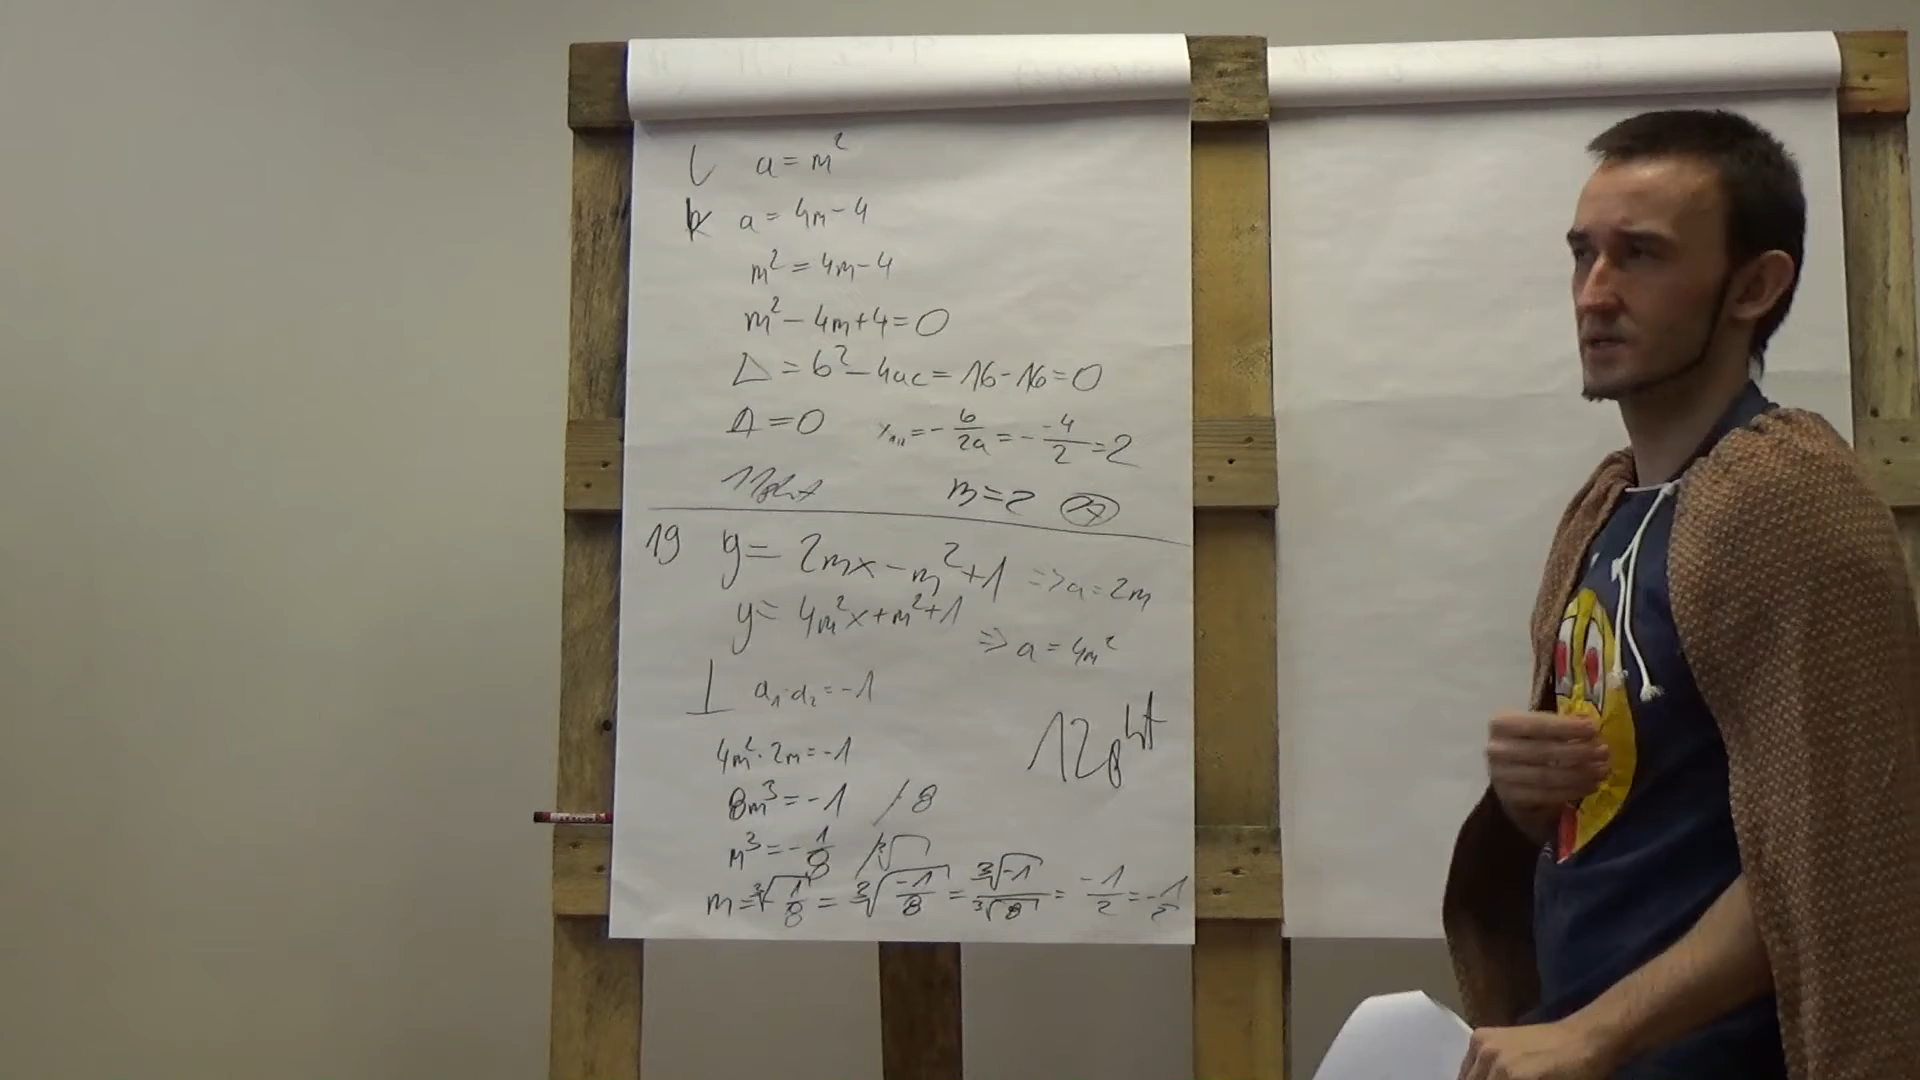 l a = m²
k a = 4m - 4
m² = 4m - 4
m² - 4m + 4 = 0
Δ = b² - 4ac = 16 - 16 = 0
Δ = 0
= -b/2a = - -4/2 = 2
11pkt m = 2
19 y = 2mx - m² + 1 => a = 2m
y = 4m²x + m² + 1 => a = 4m²
⊥ a₁·a₂ = -1
12pkt
4m²·2m = -1
8m³ = -1 /8
m³ = -1/8 /∛
m = ∛-1/8 = ∛-1/8 = ∛-1/∛8 = -1/2 = -1/2